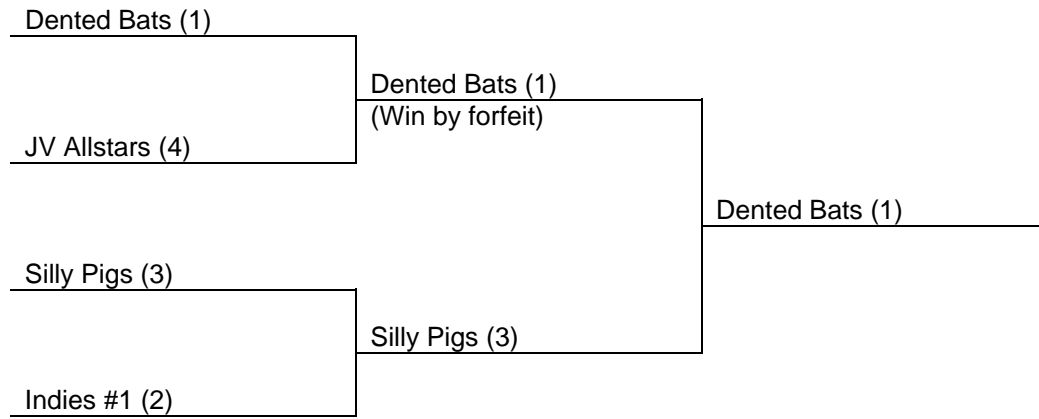 Dented Bats (1)
Dented Bats (1)
(Win by forfeit)
JV Allstars (4)
Dented Bats (1)
Silly Pigs (3)
Silly Pigs (3)
Indies #1 (2)